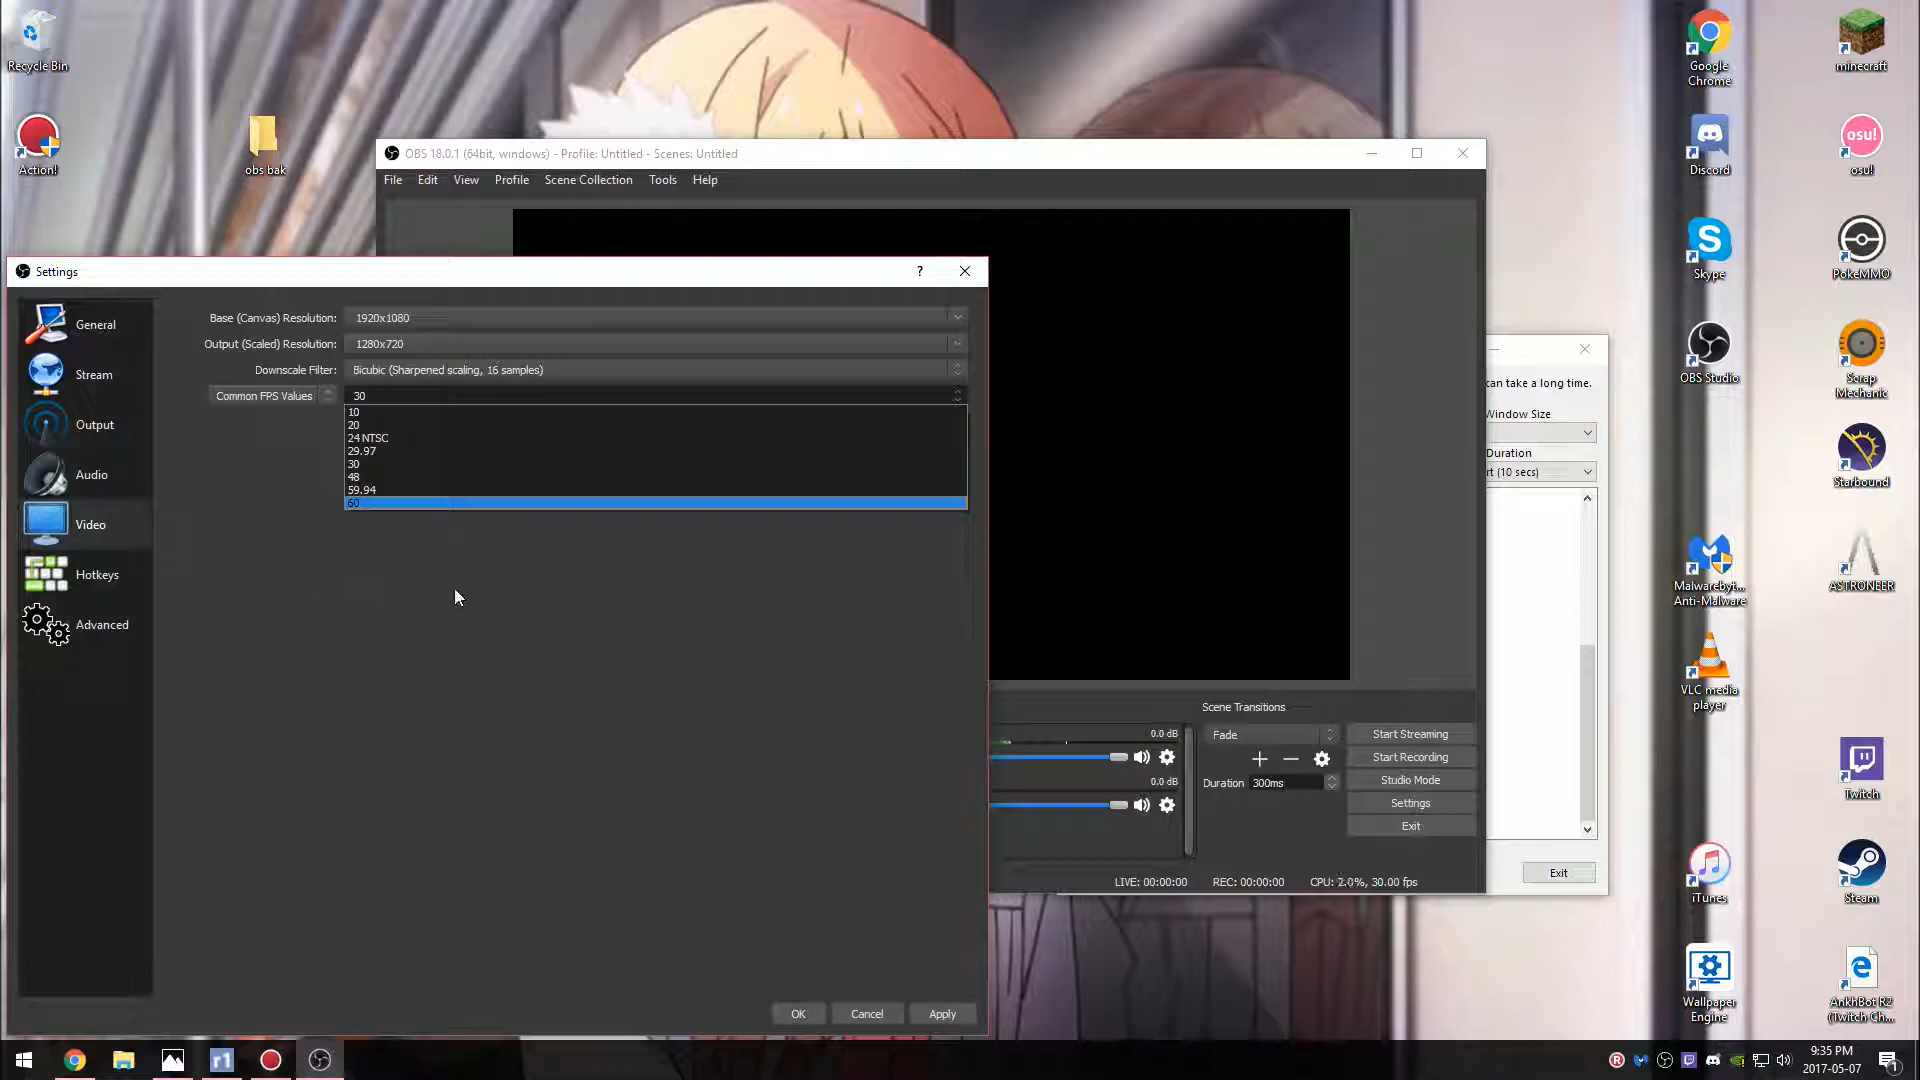 Recycle Bin
Action!
obs bak
Google
Chrome
minecraft
Discord
osu!
osu!
Skype
PokeMMO
OBS Studio
Scrap
Mechanic
Starbound
Malwarebyt...
Anti-Malware
ASTRONEER
VLC media
player
Twitch
iTunes
Steam
Wallpaper
Engine
AnkhBot R2
(Twitch Ch...
OBS 18.0.1 (64bit, windows) - Profile: Untitled - Scenes: Untitled
File Edit View Profile Scene Collection Tools Help
Settings
?
General
Stream
Output
Audio
Video
Hotkeys
Advanced
Base (Canvas) Resolution: 1920x1080
Output (Scaled) Resolution: 1280x720
Downscale Filter: Bicubic (Sharpened scaling, 16 samples)
Common FPS Values 30
10
20
24 NTSC
29.97
30
48
59.94
60
OK Cancel Apply
can take a long time.
Window Size
Duration
rt (10 secs)
Exit
Scene Transitions
0.0 dB
Fade
0.0 dB
Duration 300ms
Start Streaming
Start Recording
Studio Mode
Settings
Exit
LIVE: 00:00:00 REC: 00:00:00 CPU: 2.0%, 30.00 fps
r1
9:35 PM
2017-05-07
1